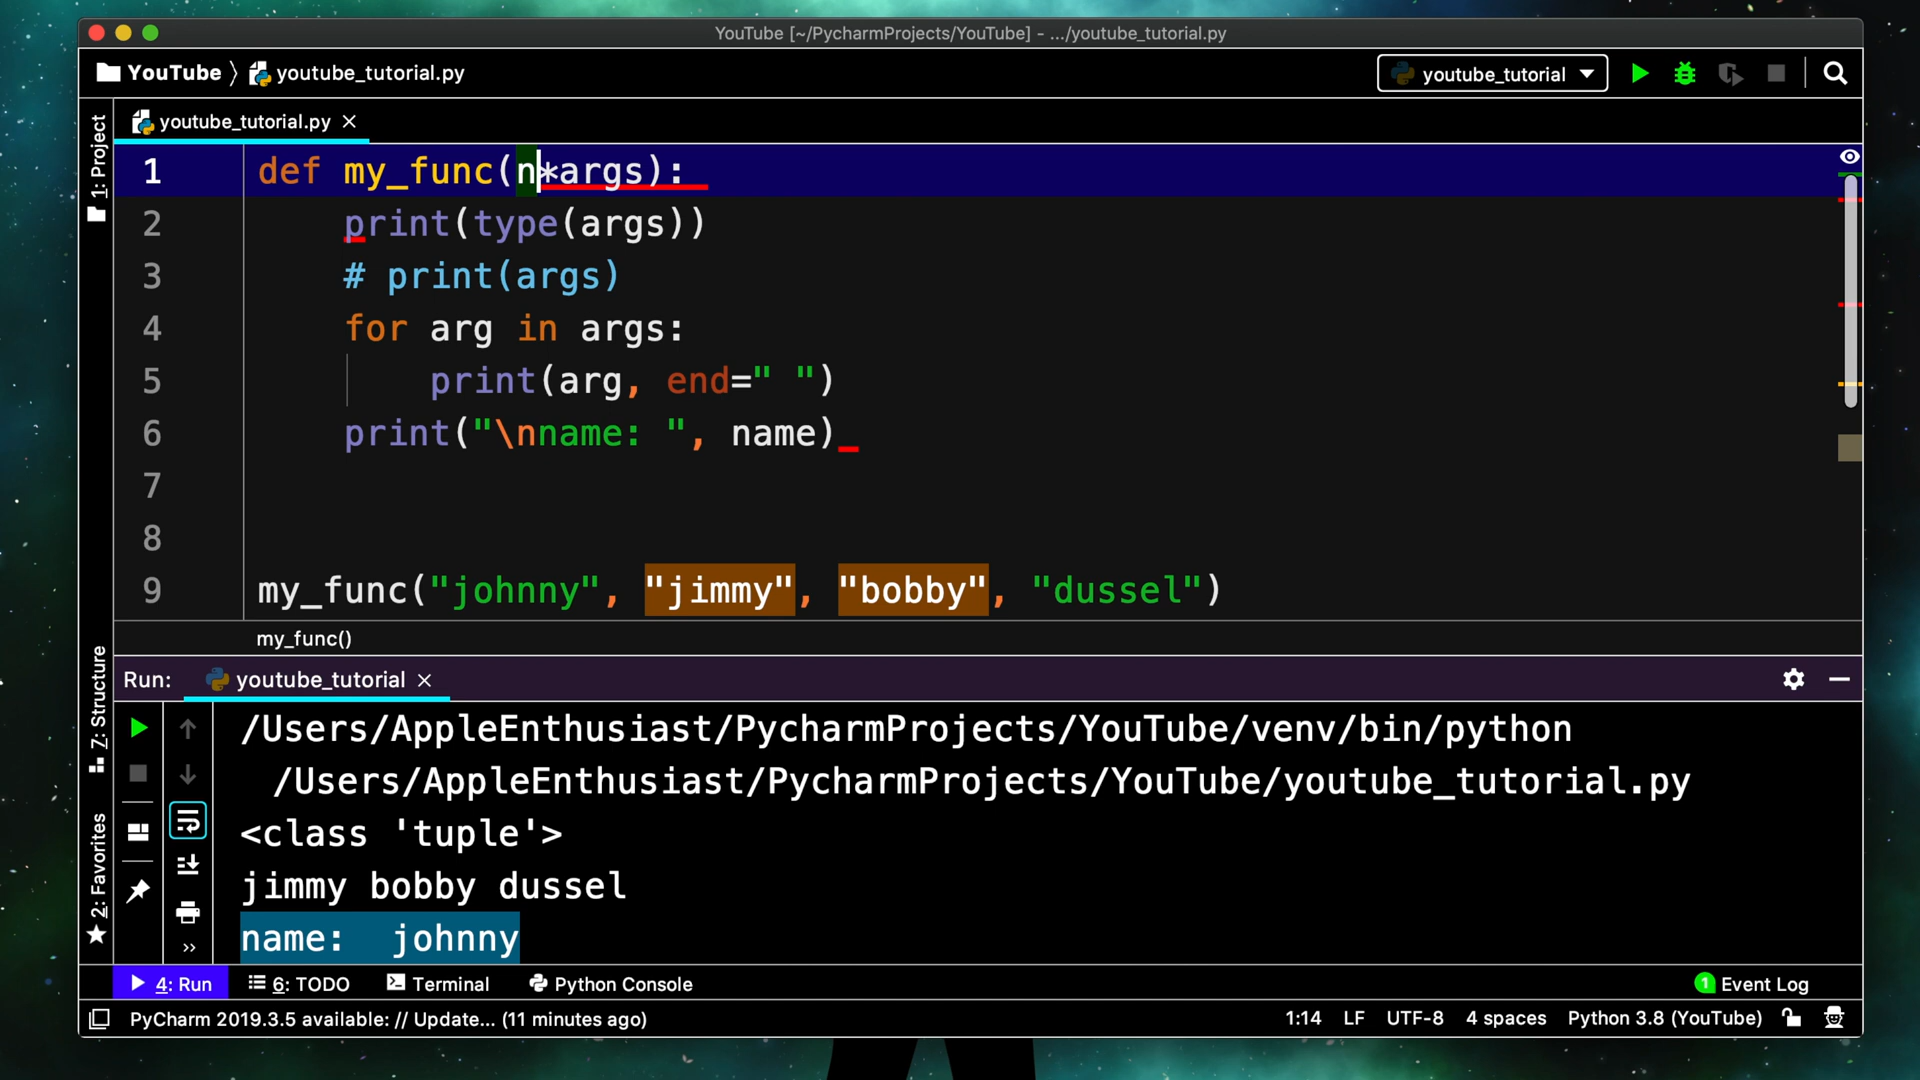 YouTube [~/PycharmProjects/YouTube] - .../youtube_tutorial.py
YouTube youtube_tutorial.py
youtube_tutorial
youtube_tutorial.py
1: Project
1 def my_func(n*args):
2 print(type(args))
3 # print(args)
4 for arg in args:
5 print(arg, end=" ")
6 print("\nname: ", name)
7
8
9 my_func("johnny", "jimmy", "bobby", "dussel")
my_func()
7: Structure
2: Favorites
Run: youtube_tutorial
/Users/AppleEnthusiast/PycharmProjects/YouTube/venv/bin/python
/Users/AppleEnthusiast/PycharmProjects/YouTube/youtube_tutorial.py
<class 'tuple'>
jimmy bobby dussel
name:  johnny
4: Run 6: TODO Terminal Python Console 1 Event Log
PyCharm 2019.3.5 available: // Update... (11 minutes ago) 1:14 LF UTF-8 4 spaces Python 3.8 (YouTube)